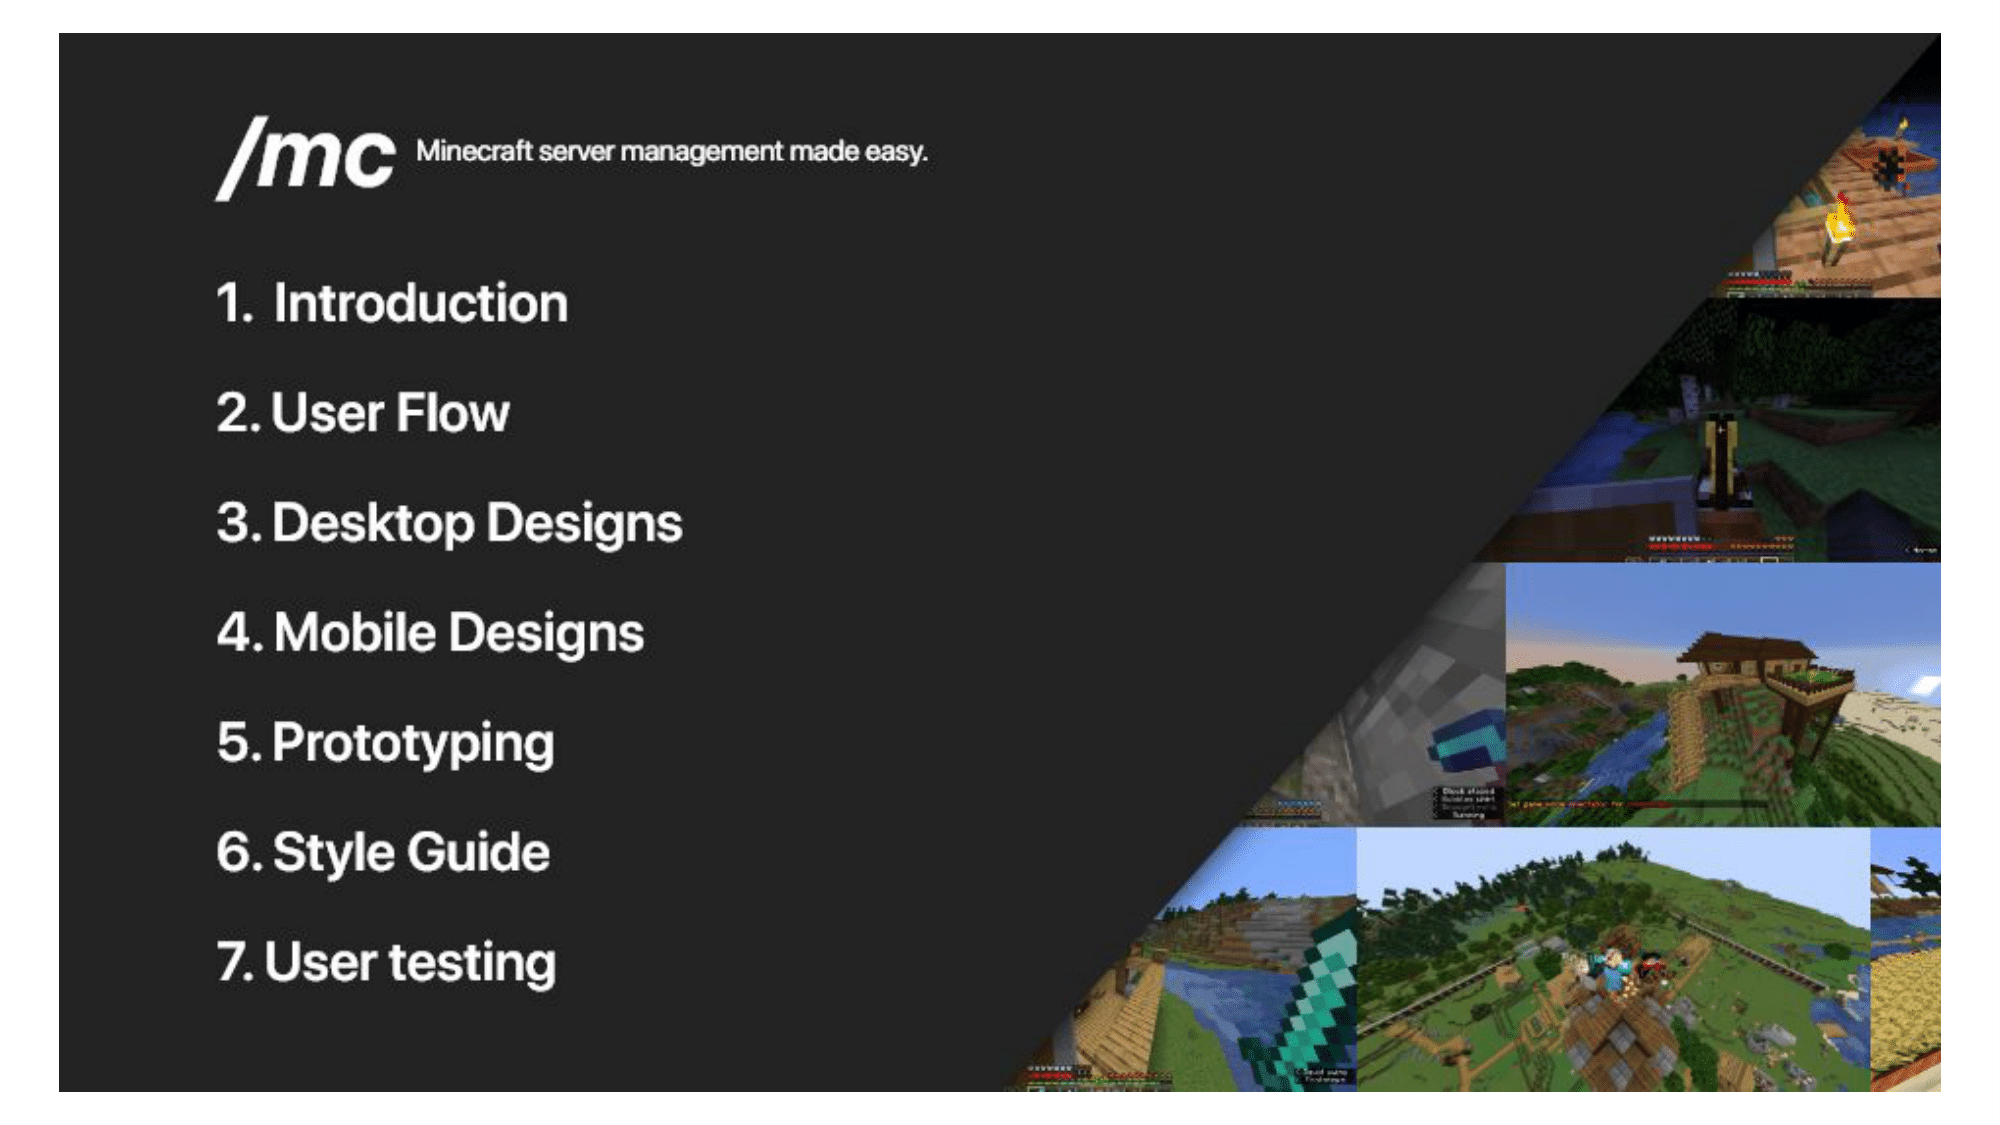 /mc Minecraft server management made easy.
1. Introduction
2. User Flow
3. Desktop Designs
4. Mobile Designs
5. Prototyping
6. Style Guide
7. User testing